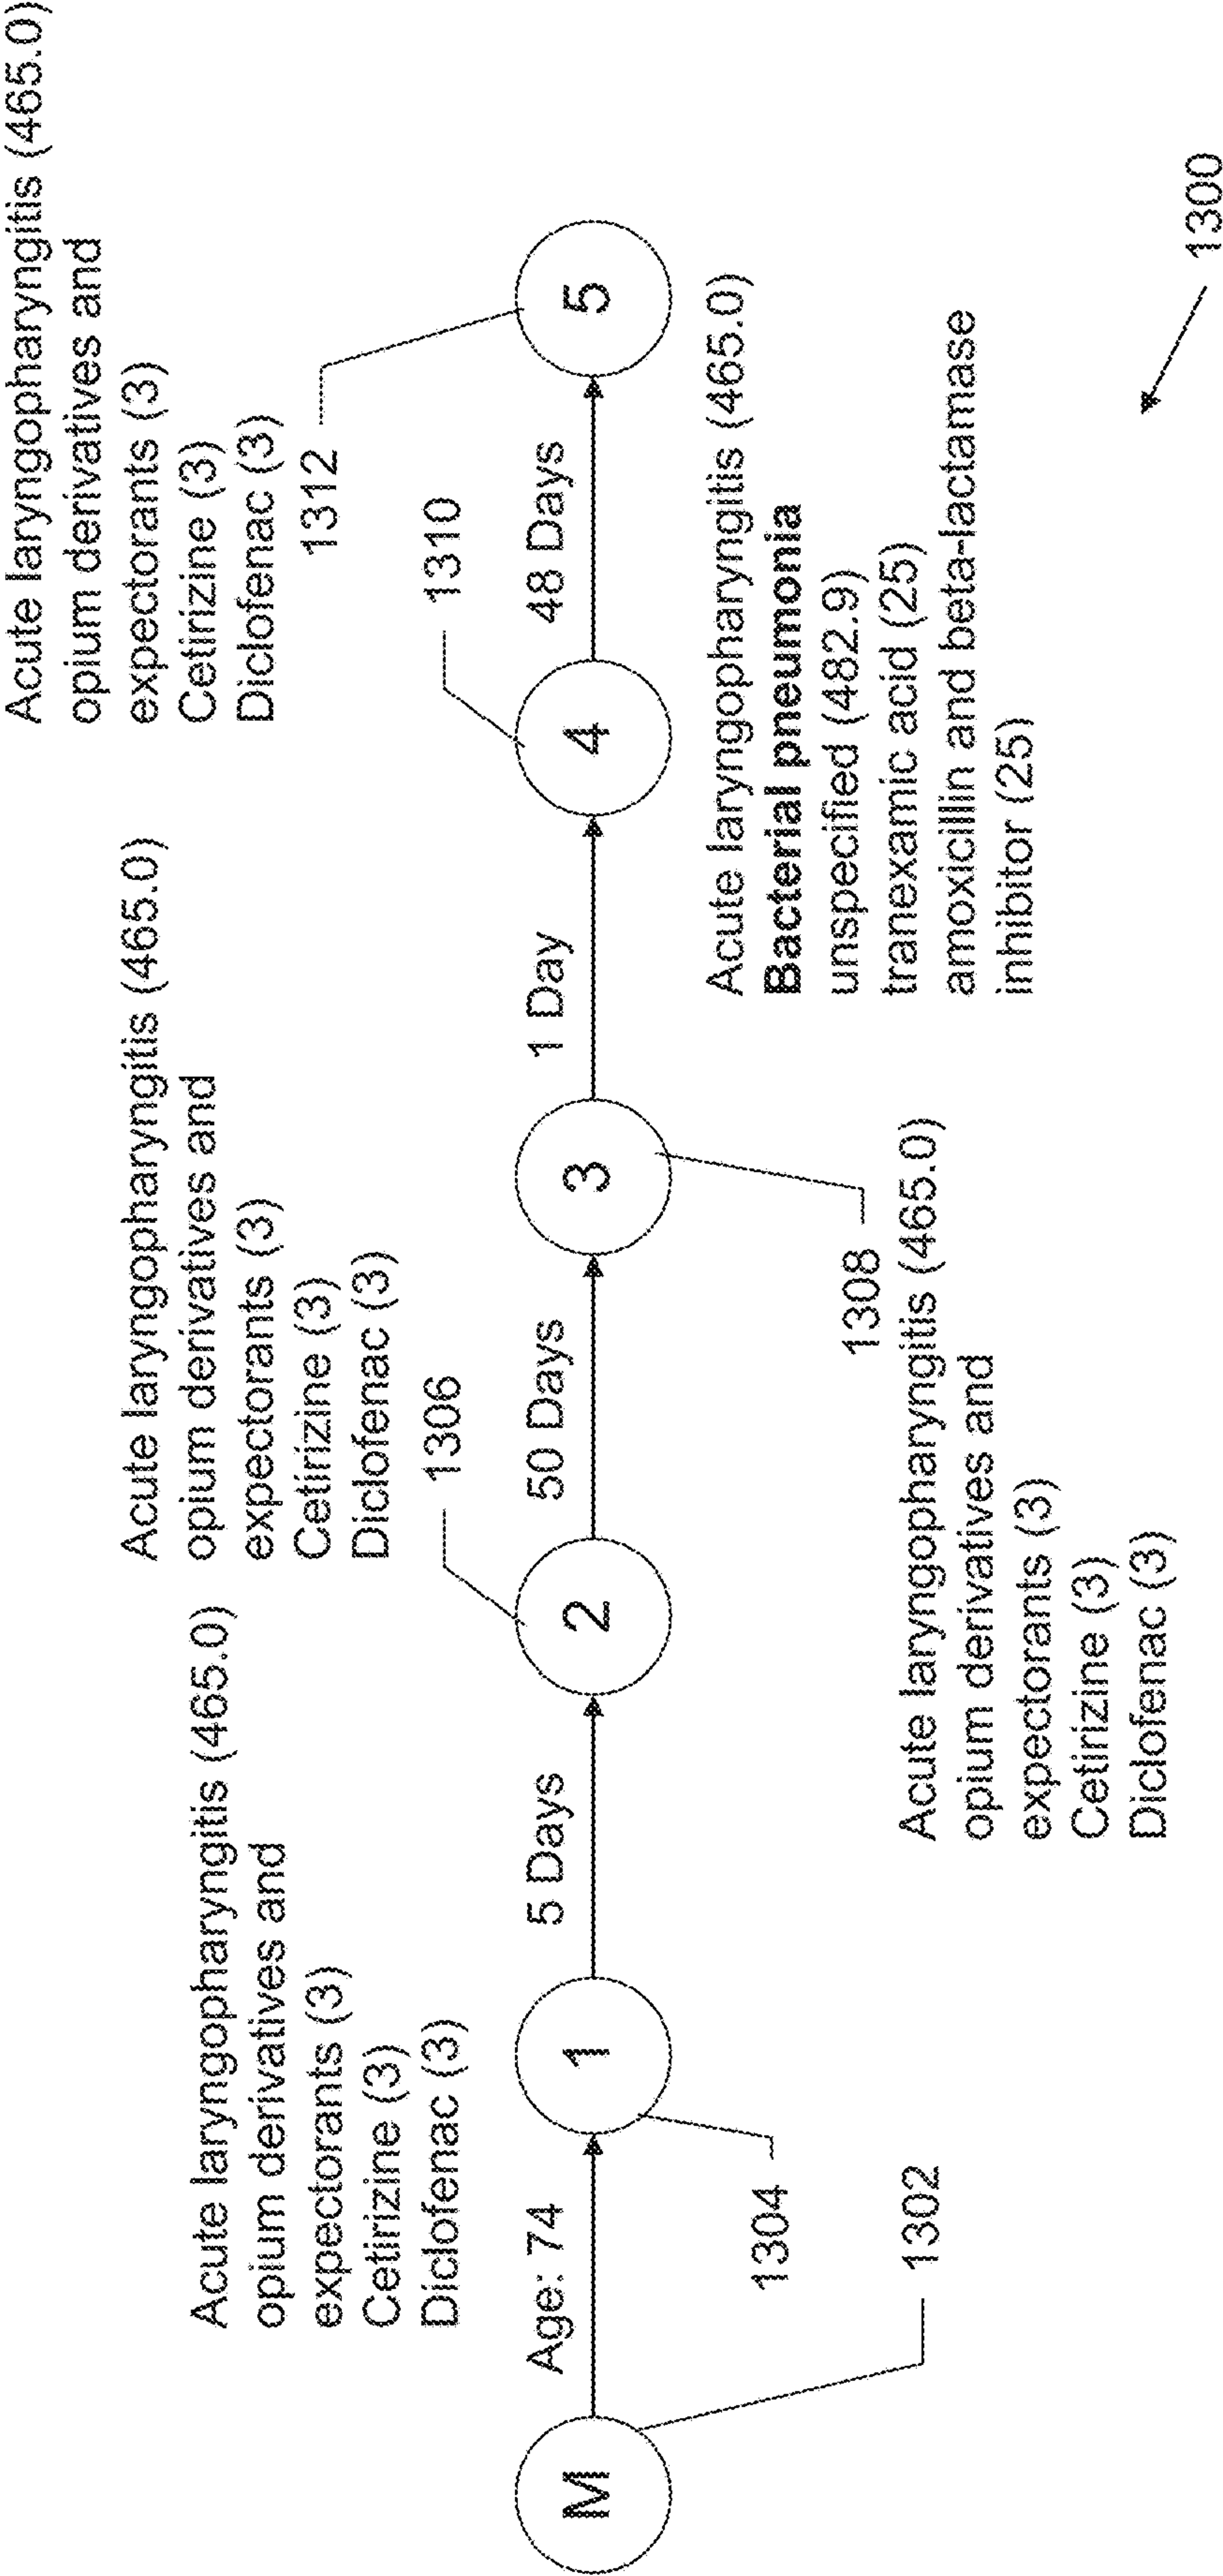 Acute laryngopharyngitis (465.0)
opium derivatives and
expectorants (3)
Cetirizine (3)
Diclofenac (3)
Acute laryngopharyngitis (465.0)
opium derivatives and
expectorants (3)
Cetirizine (3)
Diclofenac (3)
Acute laryngopharyngitis (465.0)
opium derivatives and
expectorants (3)
Cetirizine (3)
Diclofenac (3)
1306
1310
1312
M
Age: 74
1
5 Days
2
50 Days
3
1 Day
4
48 Days
5
1304
1302
1308
Acute laryngopharyngitis (465.0)
opium derivatives and
expectorants (3)
Cetirizine (3)
Diclofenac (3)
Acute laryngopharyngitis (465.0)
Bacterial pneumonia
unspecified (482.9)
tranexamic acid (25)
amoxicillin and beta-lactamase
inhibitor (25)
1300